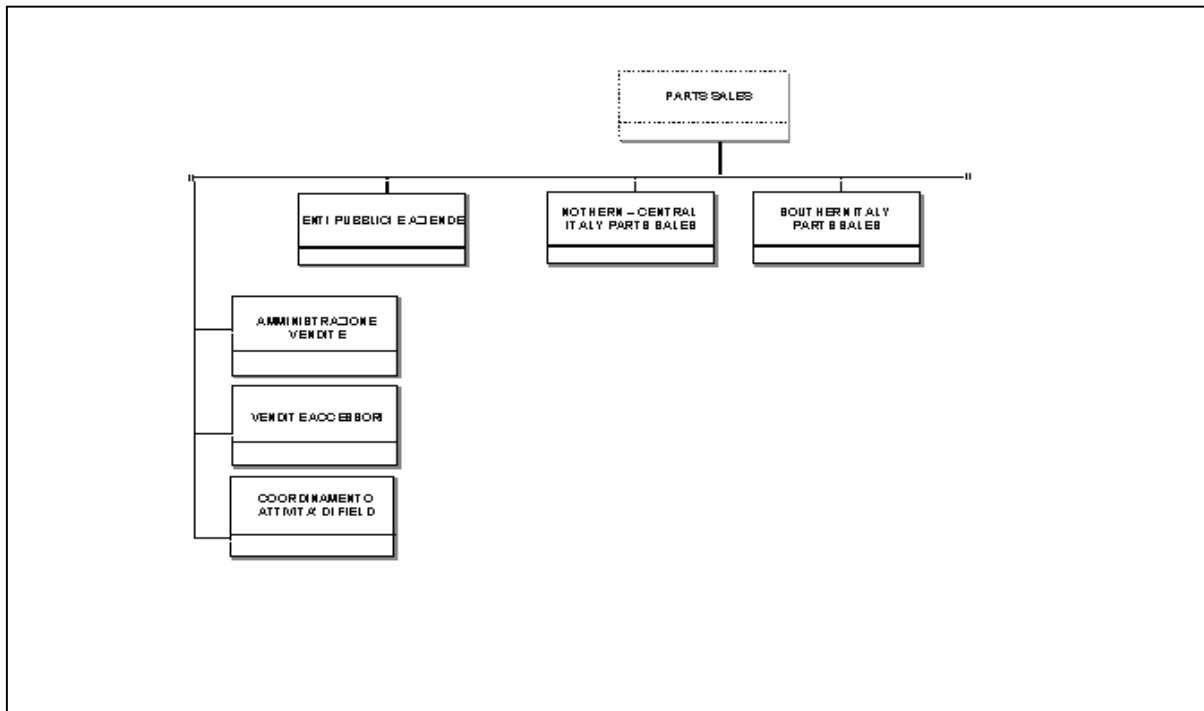 PARTS SALES
ENTI PUBBLICI E AZIENDE
NOTHERN – CENTRAL
ITALY PARTS SALES
SOUTHERN ITALY
PARTS SALES
AMMINISTRAZIONE
VENDITE
VENDITE ACCESSORI
COORDINAMENTO
ATTIVITA' DI FIELD